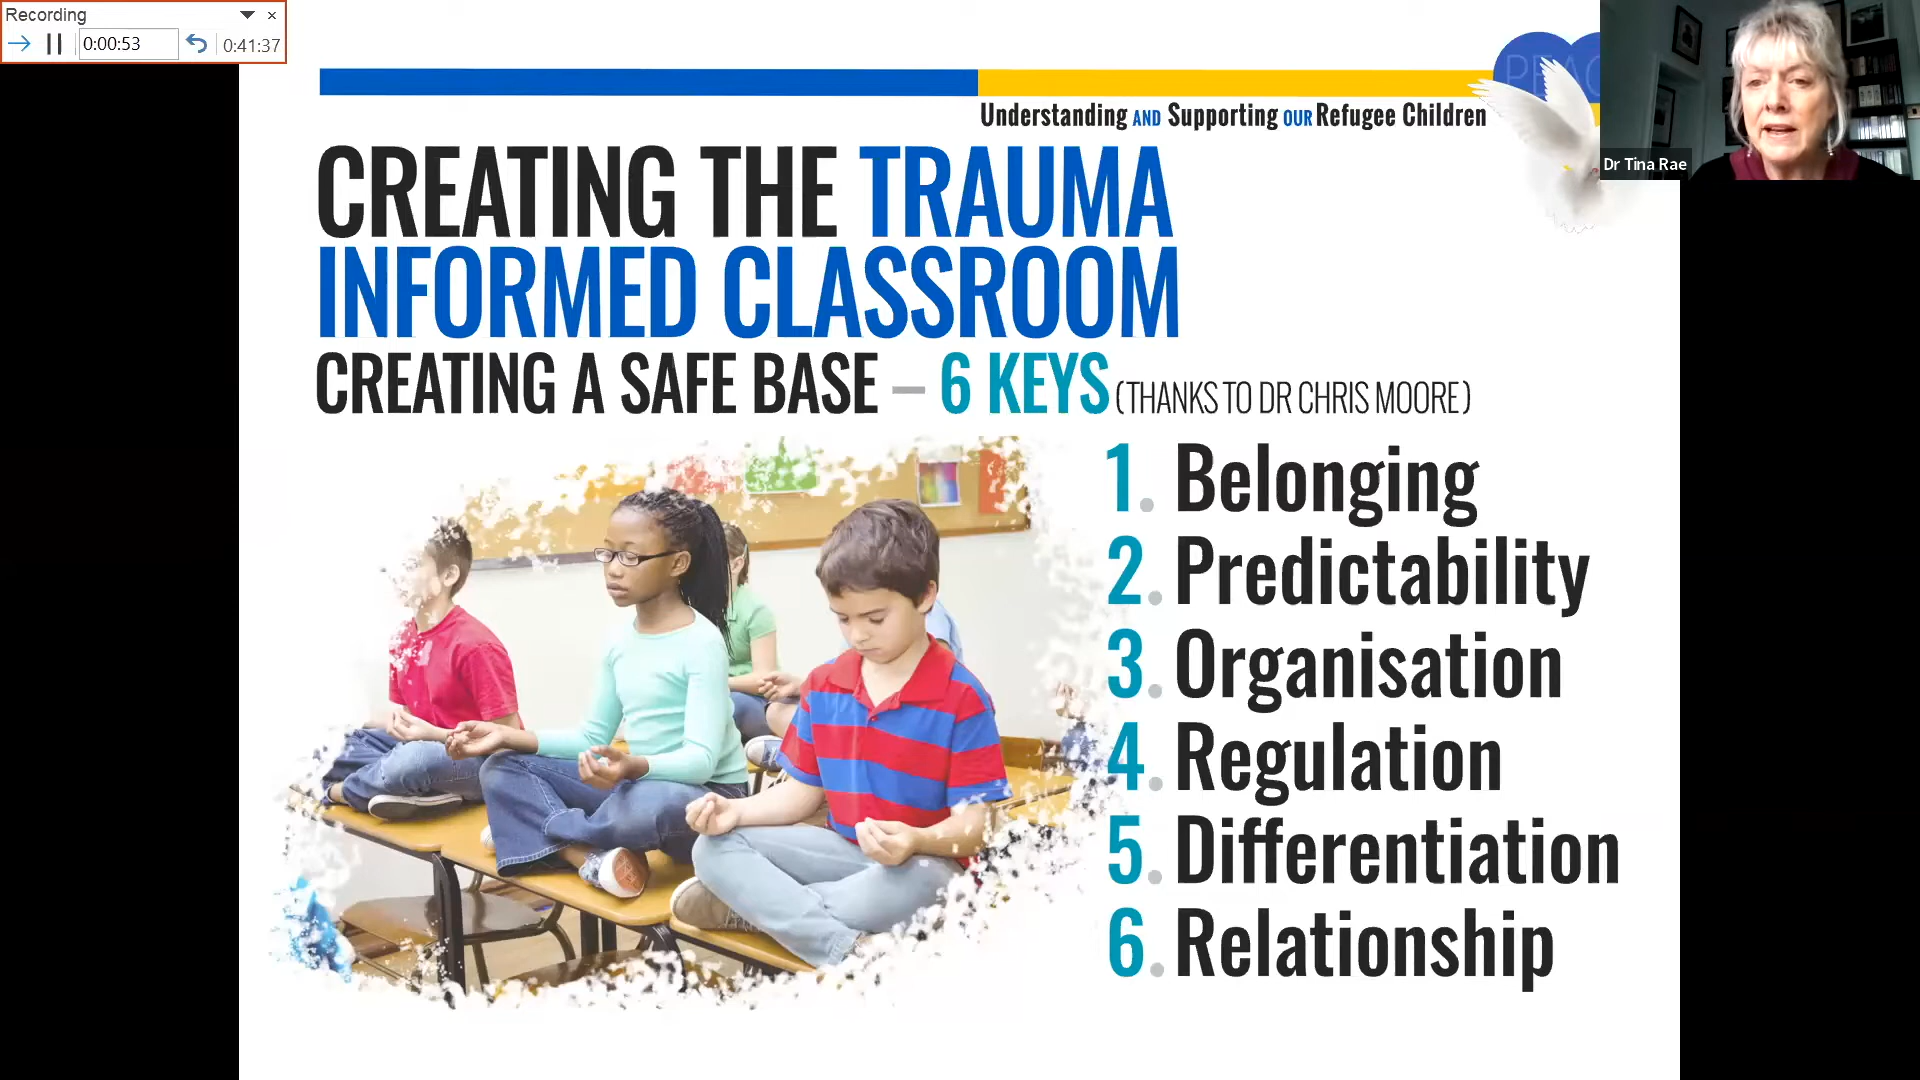 Recording
0:00:53
0:41:37
PEAC
Understanding AND Supporting OUR Refugee Children
Dr Tina Rae
CREATING THE TRAUMA
INFORMED CLASSROOM
CREATING A SAFE BASE – 6 KEYS (THANKS TO DR CHRIS MOORE)
1. Belonging
2. Predictability
3. Organisation
4. Regulation
5. Differentiation
6. Relationship